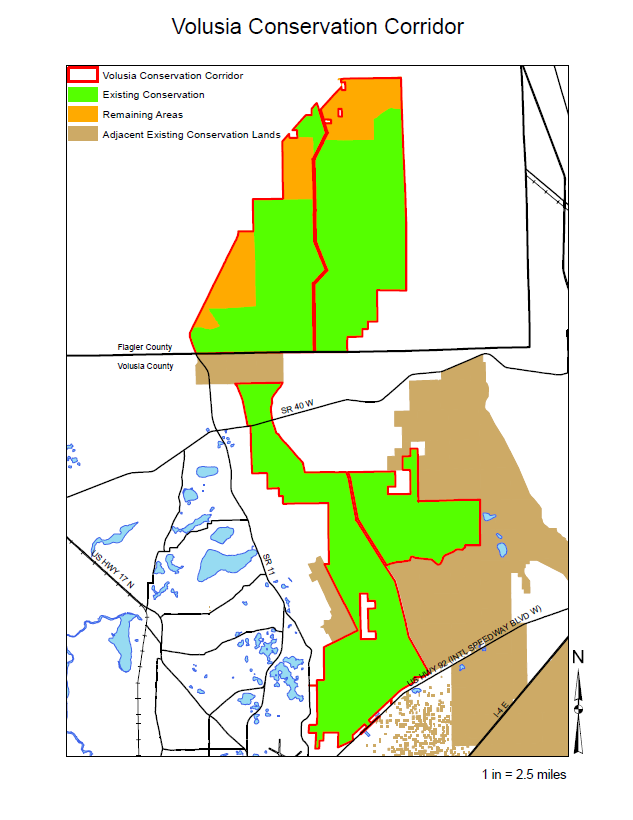 Volusia Conservation Corridor
Volusia Conservation Corridor
Existing Conservation
Remaining Areas
Adjacent Existing Conservation Lands
Flagler County
Volusia County
SR 40 W
US HWY 17 N
SR 11
US HWY 92 (INTL SPEEDWAY BLVD W)
I-4 E
N
1 in = 2.5 miles